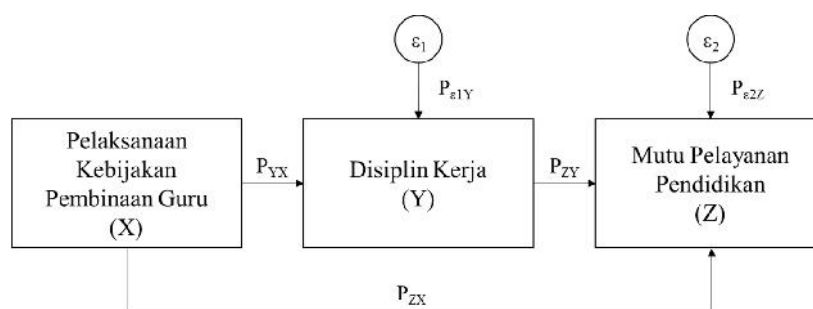 ε1
ε2
Pε1Y
Pε2Z
Pelaksanaan
Kebijakan
Pembinaan Guru
(X)
PYX
Disiplin Kerja
(Y)
PZY
Mutu Pelayanan
Pendidikan
(Z)
PZX